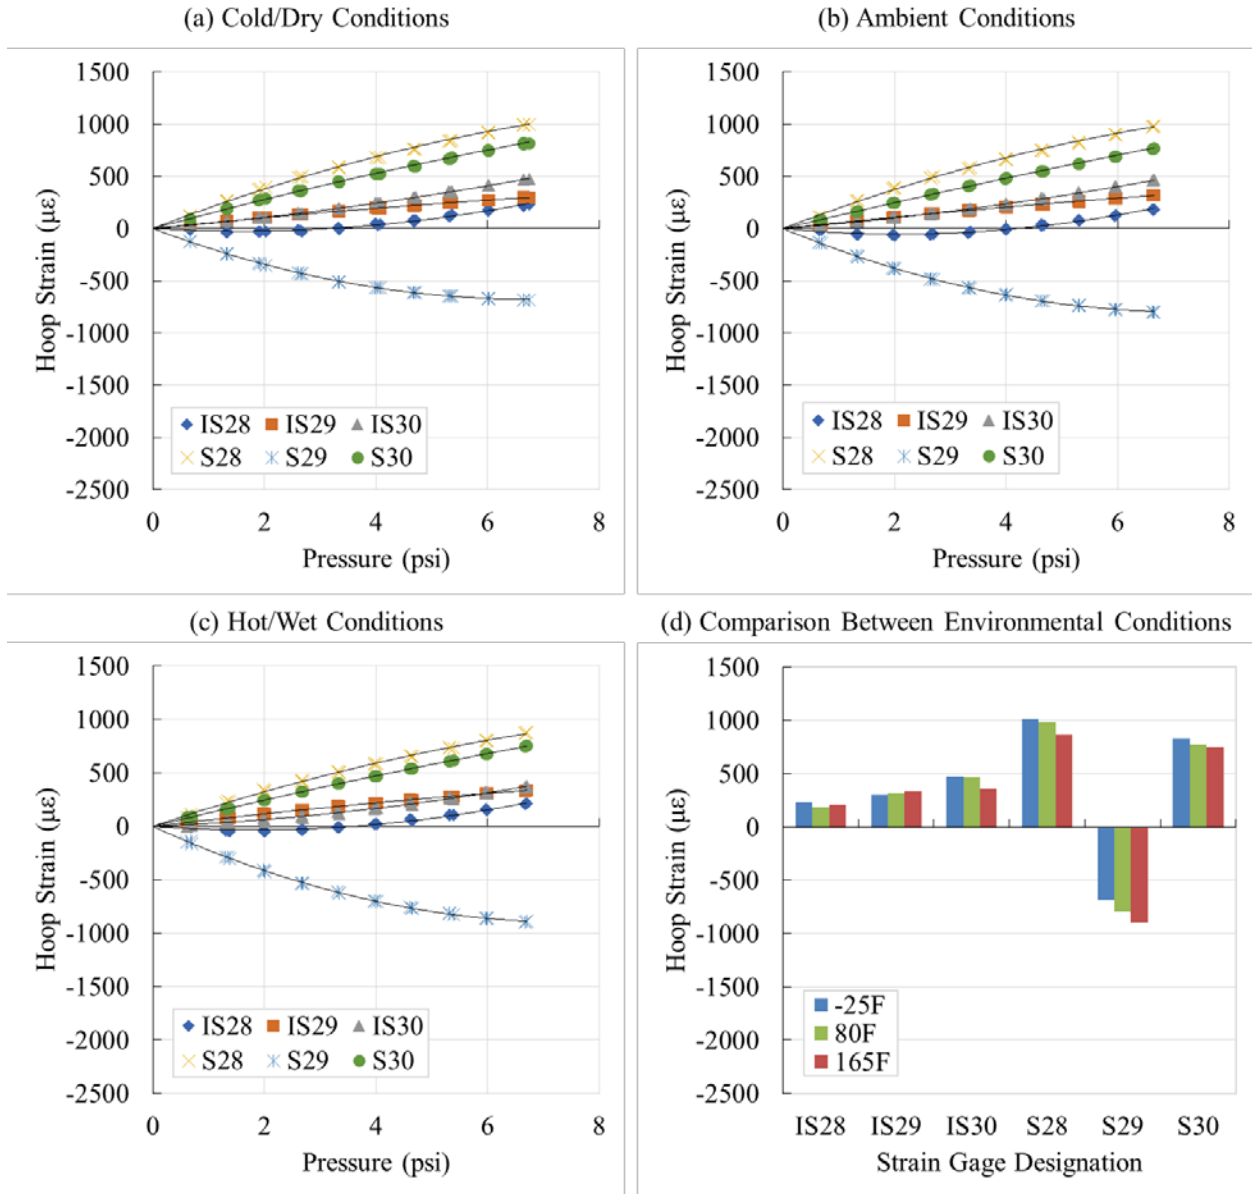 (a) Cold/Dry Conditions
1500
1000
500
0
-500
-1000
-1500
-2000
-2500
Hoop Strain (με)
IS28 IS29 IS30
S28 S29 S30
0 2 4 6 8
Pressure (psi)
(b) Ambient Conditions
1500
1000
500
0
-500
-1000
-1500
-2000
-2500
Hoop Strain (με)
IS28 IS29 IS30
S28 S29 S30
0 2 4 6 8
Pressure (psi)
(c) Hot/Wet Conditions
1500
1000
500
0
-500
-1000
-1500
-2000
-2500
Hoop Strain (με)
IS28 IS29 IS30
S28 S29 S30
0 2 4 6 8
Pressure (psi)
(d) Comparison Between Environmental Conditions
1500
1000
500
0
-500
-1000
-1500
-2000
-2500
Hoop Strain (με)
-25F
80F
165F
IS28 IS29 IS30 S28 S29 S30
Strain Gage Designation